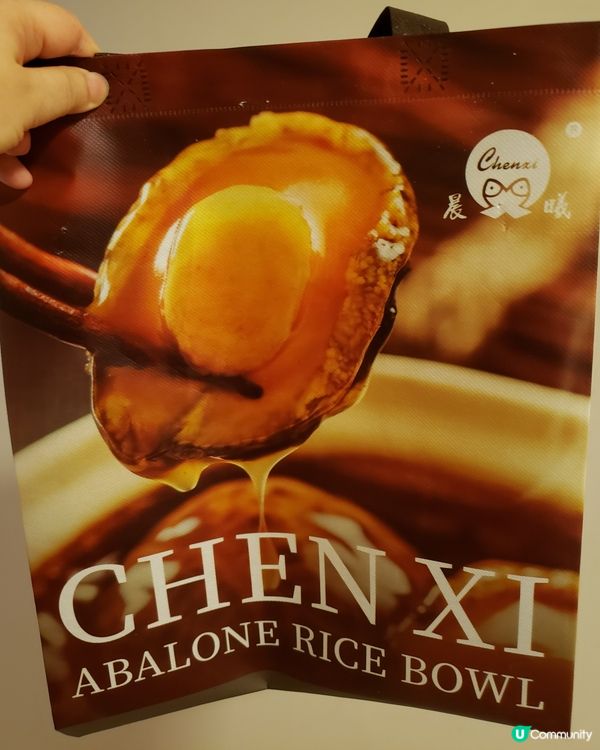 Chenxi
®
晨 曦
CHEN XI
ABALONE RICE BOWL
U Community